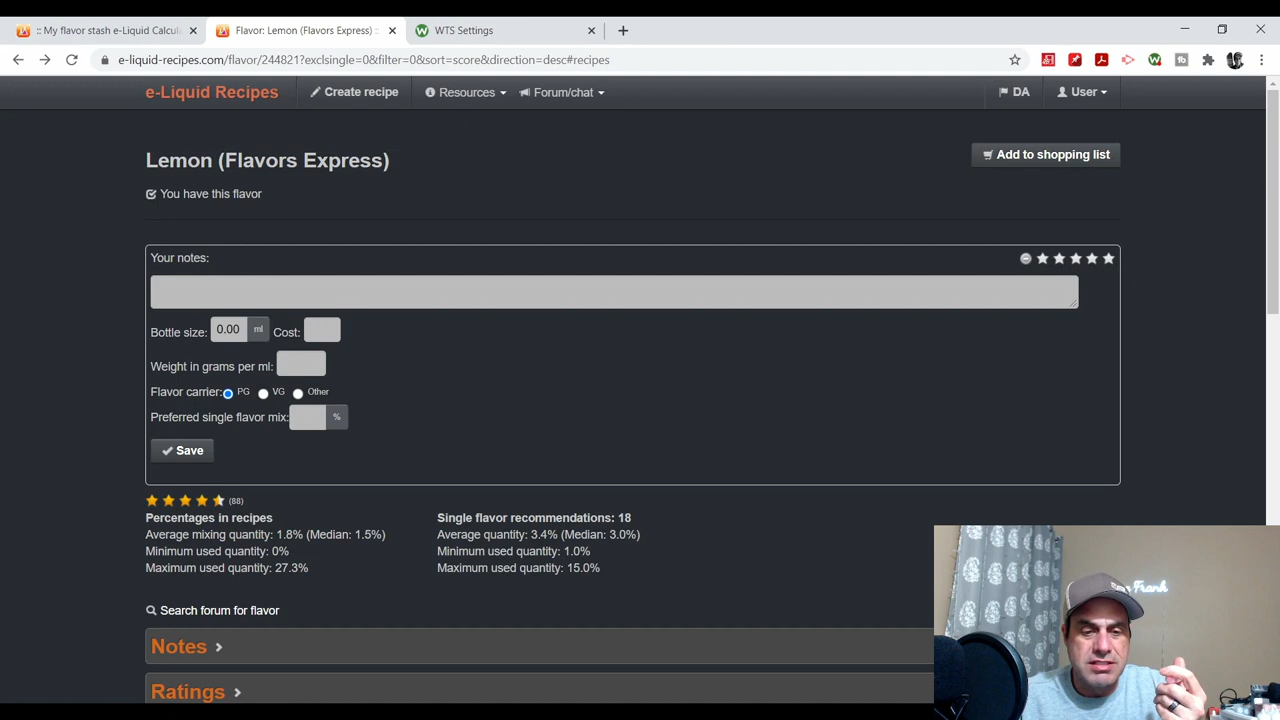 :: My flavor stash e-Liquid Calcul
Flavor: Lemon (Flavors Express) ::
WTS Settings
e-liquid-recipes.com/flavor/244821?exclsingle=0&filter=0&sort=score&direction=desc#recipes
e-Liquid Recipes
Create recipe
Resources
Forum/chat
DA
User
Lemon (Flavors Express)
Add to shopping list
You have this flavor
Your notes:
Bottle size: 0.00 ml Cost:
Weight in grams per ml:
Flavor carrier: PG VG Other
Preferred single flavor mix: %
Save
(88)
Percentages in recipes
Average mixing quantity: 1.8% (Median: 1.5%)
Minimum used quantity: 0%
Maximum used quantity: 27.3%
Single flavor recommendations: 18
Average quantity: 3.4% (Median: 3.0%)
Minimum used quantity: 1.0%
Maximum used quantity: 15.0%
Search forum for flavor
Notes
Ratings
Frank